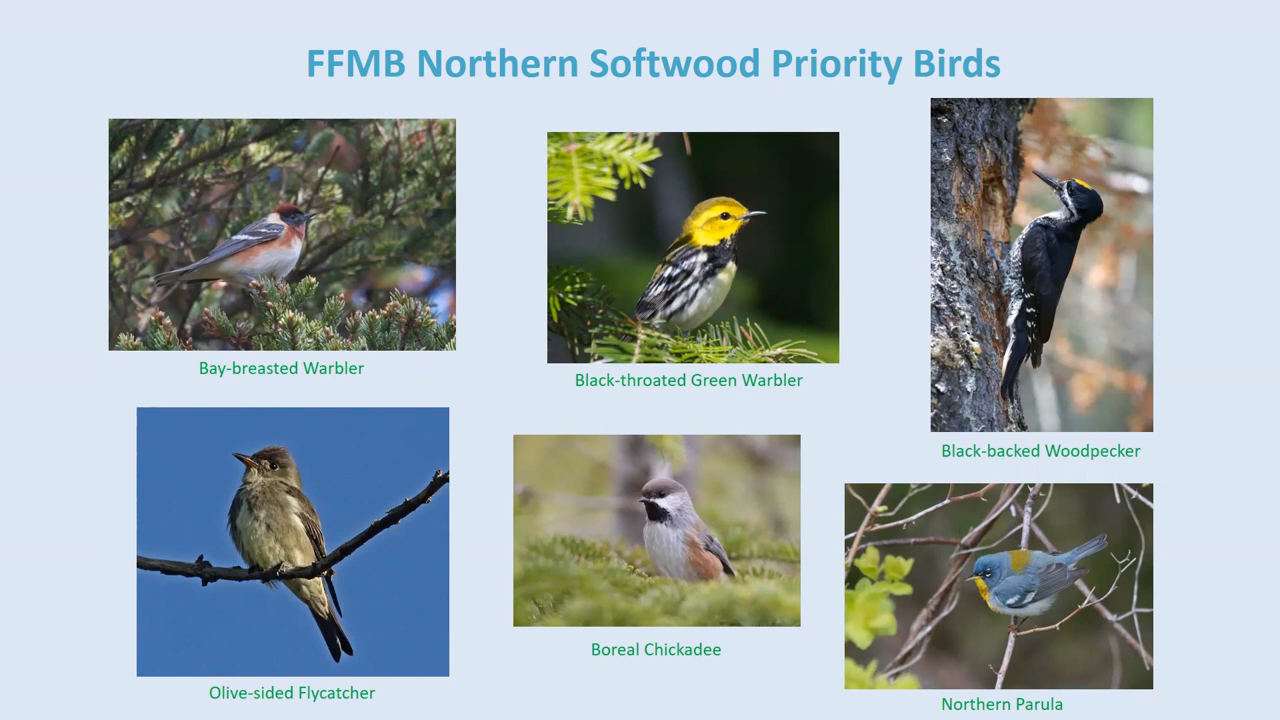 FFMB Northern Softwood Priority Birds
Bay-breasted Warbler
Black-throated Green Warbler
Black-backed Woodpecker
Olive-sided Flycatcher
Boreal Chickadee
Northern Parula